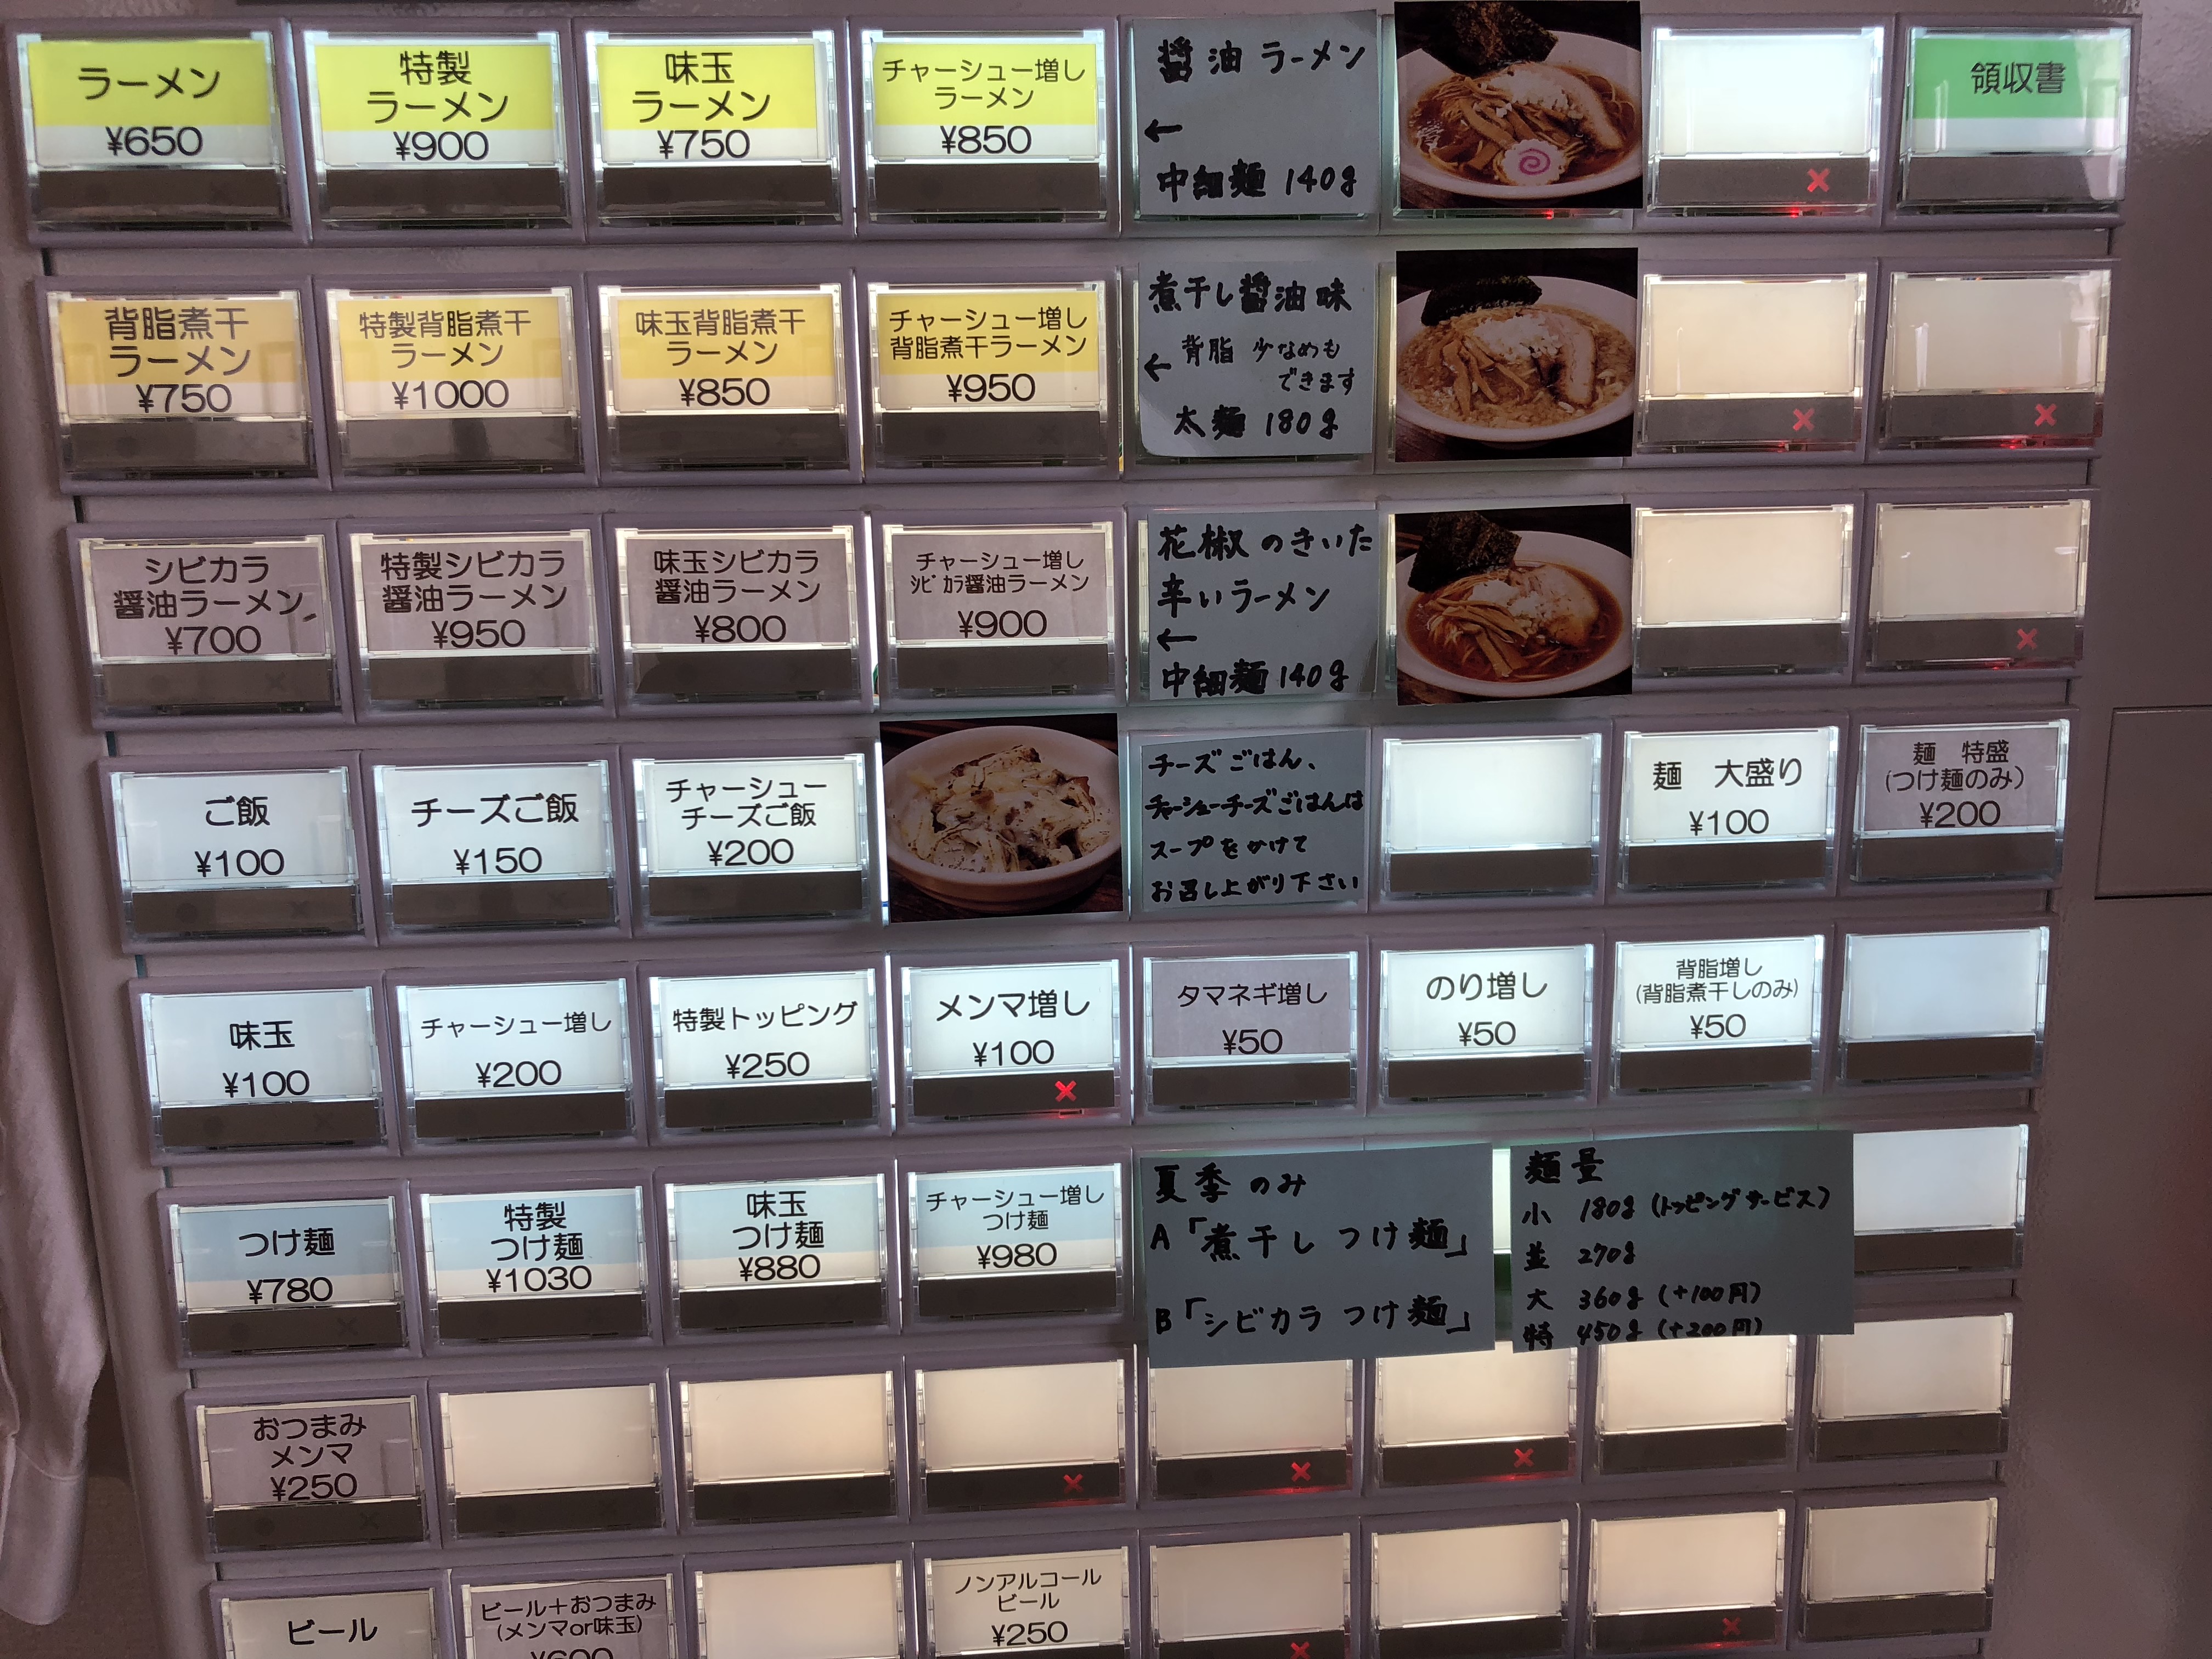 ラーメン
¥650
特製
ラーメン
¥900
味玉
ラーメン
¥750
チャーシュー増し
ラーメン
¥850
醤油ラーメン
←
中細麺 140g
領収書
背脂煮干
ラーメン
¥750
特製背脂煮干
ラーメン
¥1000
味玉背脂煮干
ラーメン
¥850
チャーシュー増し
背脂煮干ラーメン
¥950
煮干し醤油味
← 背脂 少なめも
できます
太麺 180g
シビカラ
醤油ラーメン
¥700
特製シビカラ
醤油ラーメン
¥950
味玉シビカラ
醤油ラーメン
¥800
チャーシュー増し
シビカラ醤油ラーメン
¥900
花椒のきいた
辛いラーメン
←
中細麺 140g
ご飯
¥100
チーズご飯
¥150
チャーシュー
チーズご飯
¥200
チーズごはん、
チャーシューチーズごはんは
スープをかけて
お召し上がり下さい
麺 大盛り
¥100
麺 特盛
(つけ麺のみ)
¥200
味玉
¥100
チャーシュー増し
¥200
特製トッピング
¥250
メンマ増し
¥100
タマネギ増し
¥50
のり増し
¥50
背脂増し
(背脂煮干しのみ)
¥50
つけ麺
¥780
特製
つけ麺
¥1030
味玉
つけ麺
¥880
チャーシュー増し
つけ麺
¥980
夏季のみ
A「煮干しつけ麺」
B「シビカラつけ麺」
麺量
小 180g (トッピングサービス)
並 270g
大 360g (+100円)
特 450g (+200円)
おつまみ
メンマ
¥250
ビール
ビール+おつまみ
(メンマor味玉)
¥600
ノンアルコール
ビール
¥250